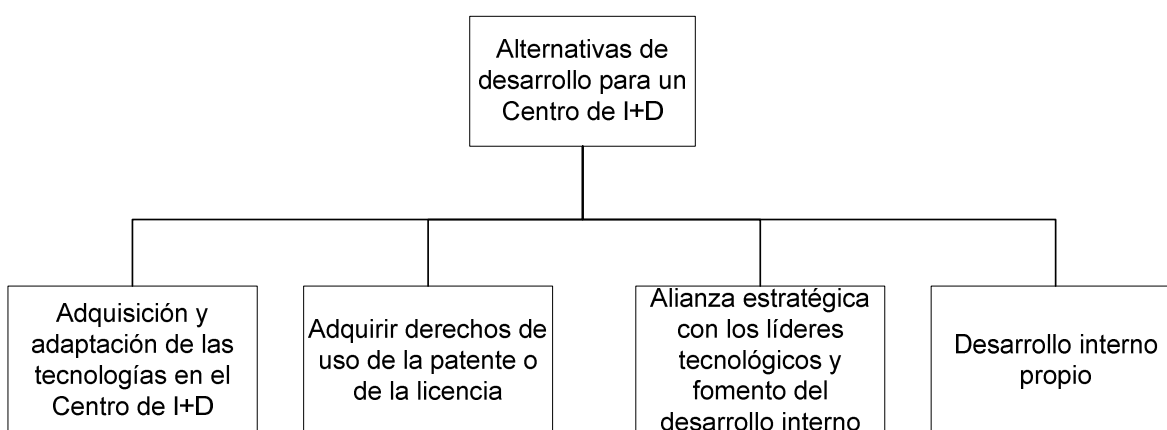 Alternativas de
desarrollo para un
Centro de I+D
Adquisición y
adaptación de las
tecnologías en el
Centro de I+D
Adquirir derechos de
uso de la patente o
de la licencia
Alianza estratégica
con los líderes
tecnológicos y
fomento del
desarrollo interno
Desarrollo interno
propio